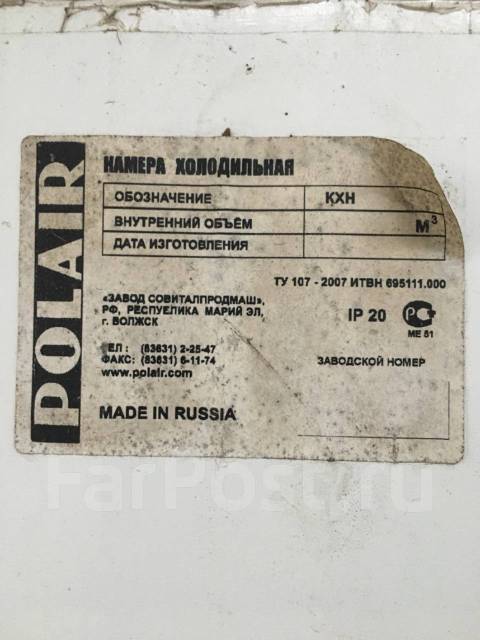 POLAIR
КАМЕРА ХОЛОДИЛЬНАЯ
ОБОЗНАЧЕНИЕ КХН
ВНУТРЕННИЙ ОБЪЁМ М³
ДАТА ИЗГОТОВЛЕНИЯ
ТУ 107 - 2007 ИТВН 695111.000
«ЗАВОД СОВИТАЛПРОДМАШ»,
РФ, РЕСПУБЛИКА МАРИЙ ЭЛ,
г. ВОЛЖСК
IP 20
МЕ 51
ЕЛ : (83631) 2-25-47
ФАКС: (83631) 6-11-74
www.polair.com
ЗАВОДСКОЙ НОМЕР
MADE IN RUSSIA
FarPost.ru